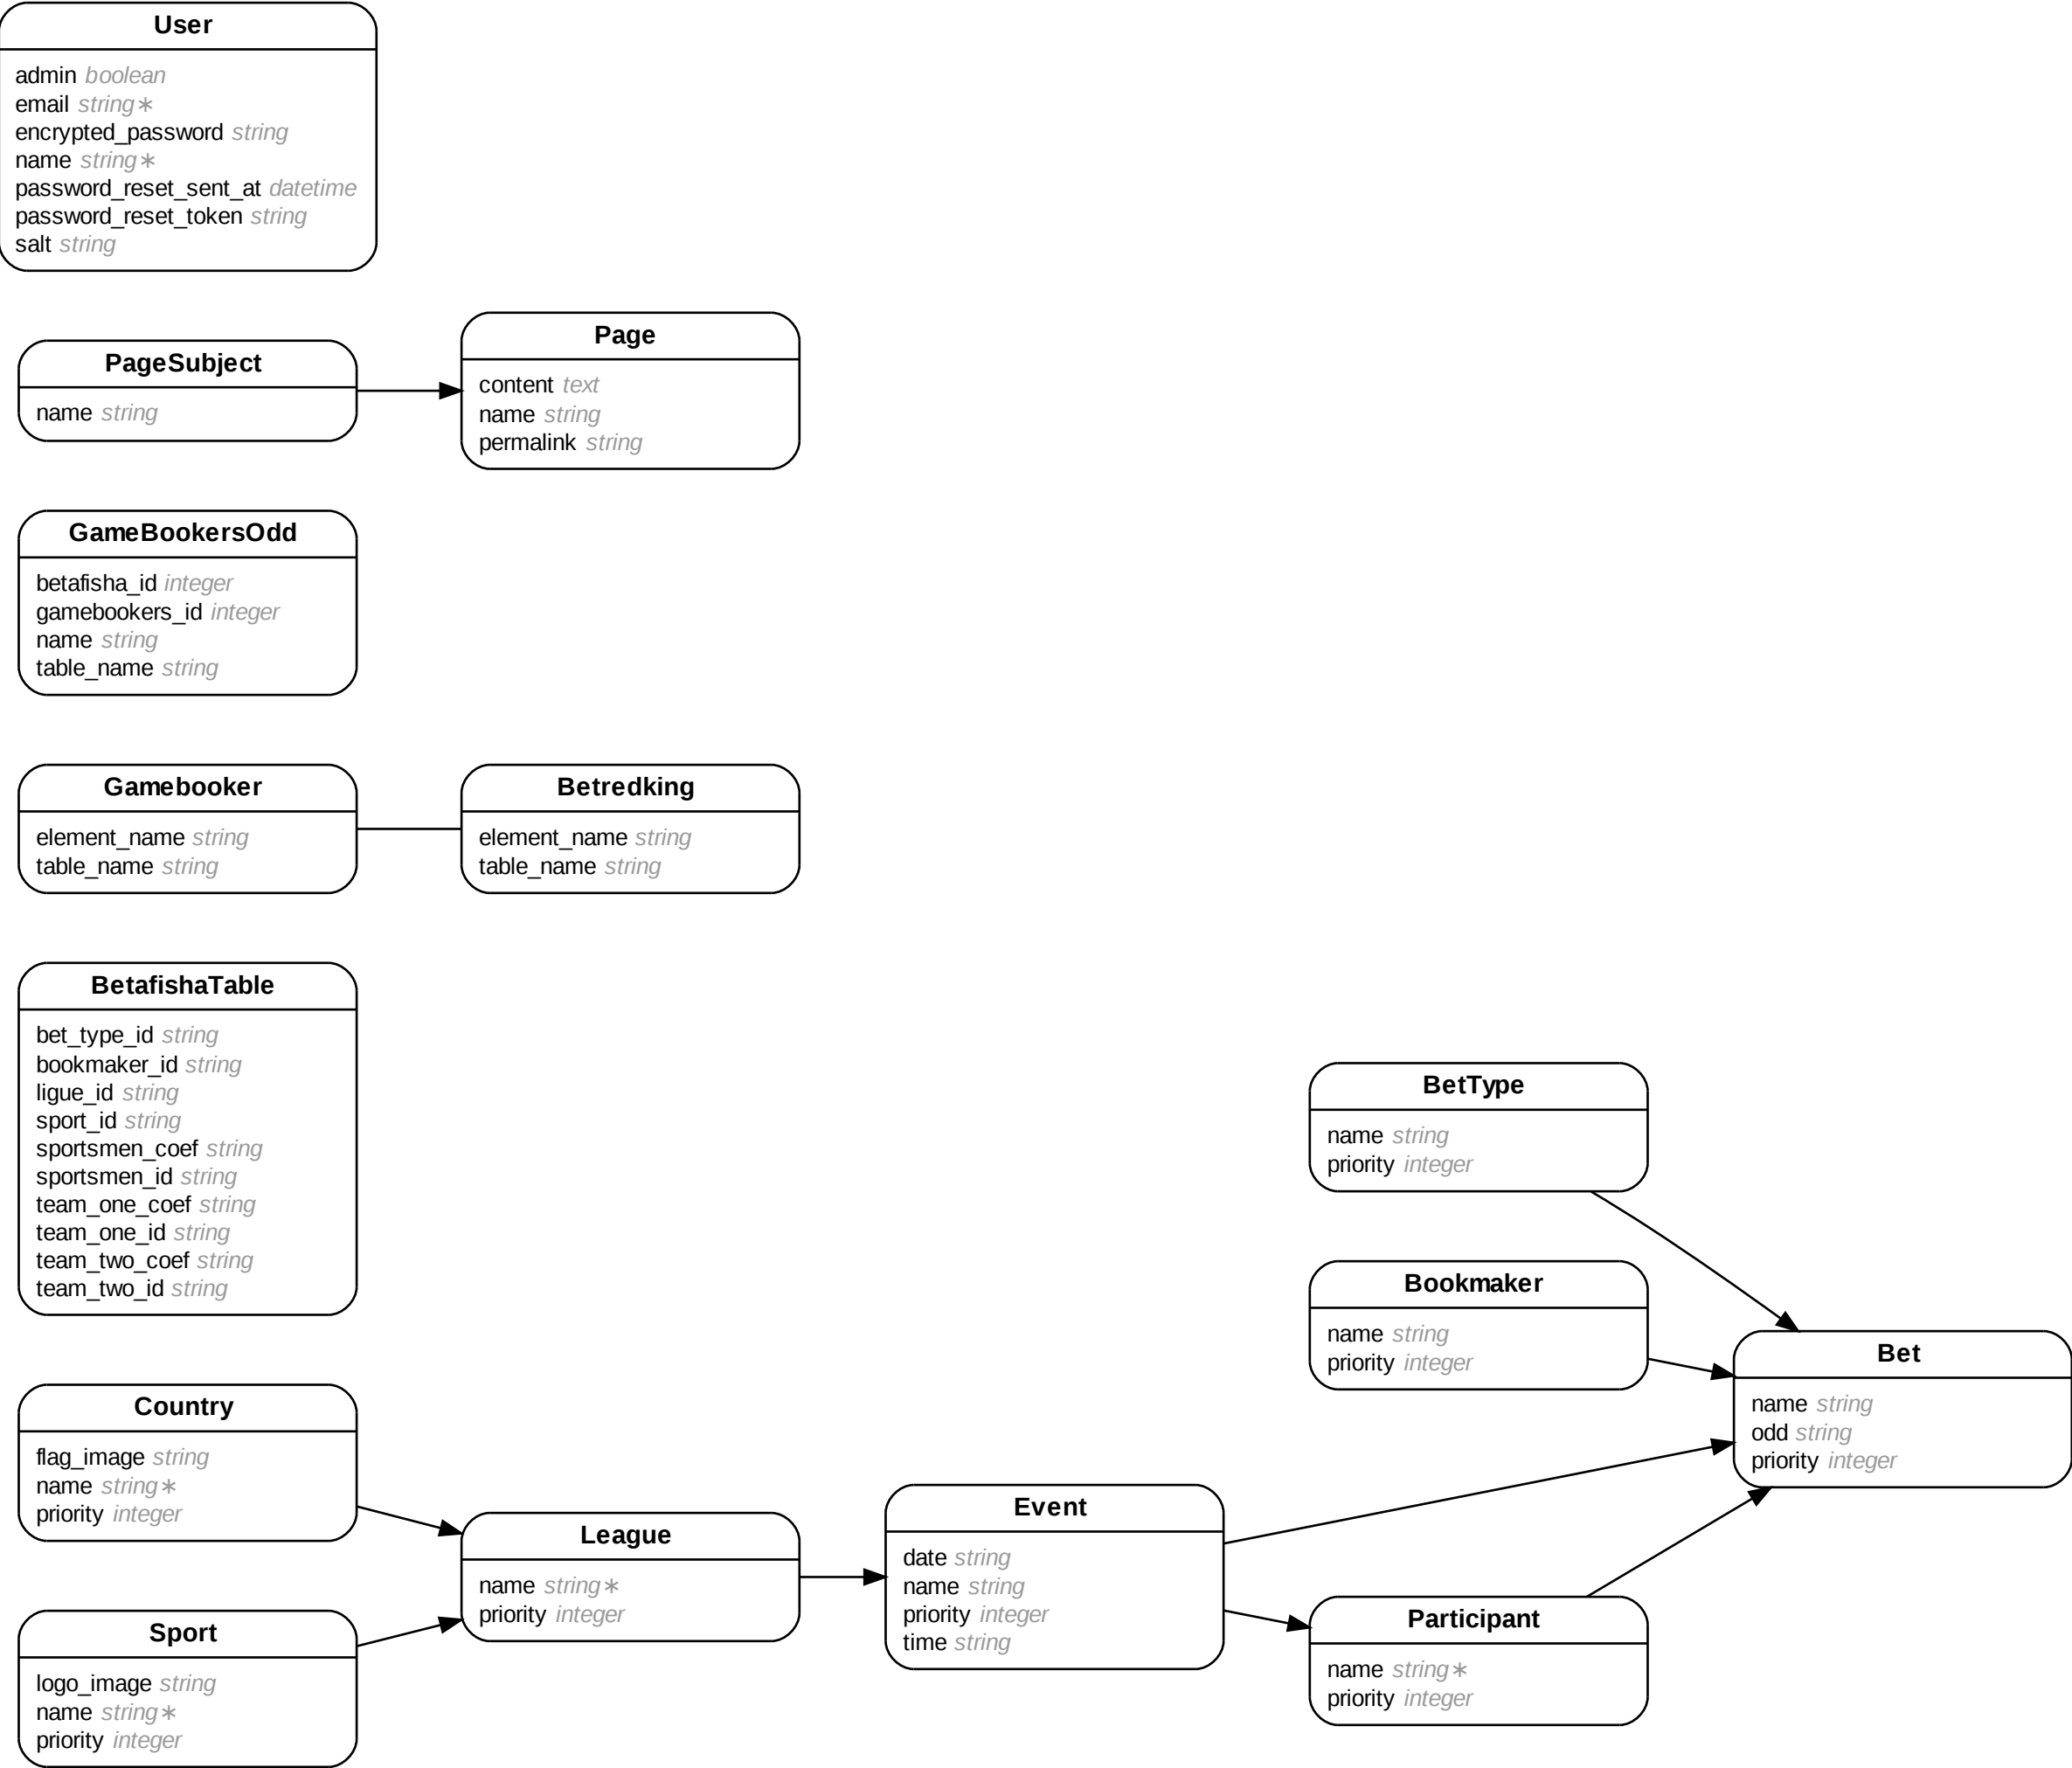 User
admin boolean
email string∗
encrypted_password string
name string∗
password_reset_sent_at datetime
password_reset_token string
salt string
PageSubject
name string
Page
content text
name string
permalink string
GameBookersOdd
betafisha_id integer
gamebookers_id integer
name string
table_name string
Gamebooker
element_name string
table_name string
Betredking
element_name string
table_name string
BetafishaTable
bet_type_id string
bookmaker_id string
ligue_id string
sport_id string
sportsmen_coef string
sportsmen_id string
team_one_coef string
team_one_id string
team_two_coef string
team_two_id string
BetType
name string
priority integer
Bookmaker
name string
priority integer
Bet
name string
odd string
priority integer
Country
flag_image string
name string∗
priority integer
League
name string∗
priority integer
Event
date string
name string
priority integer
time string
Participant
name string∗
priority integer
Sport
logo_image string
name string∗
priority integer